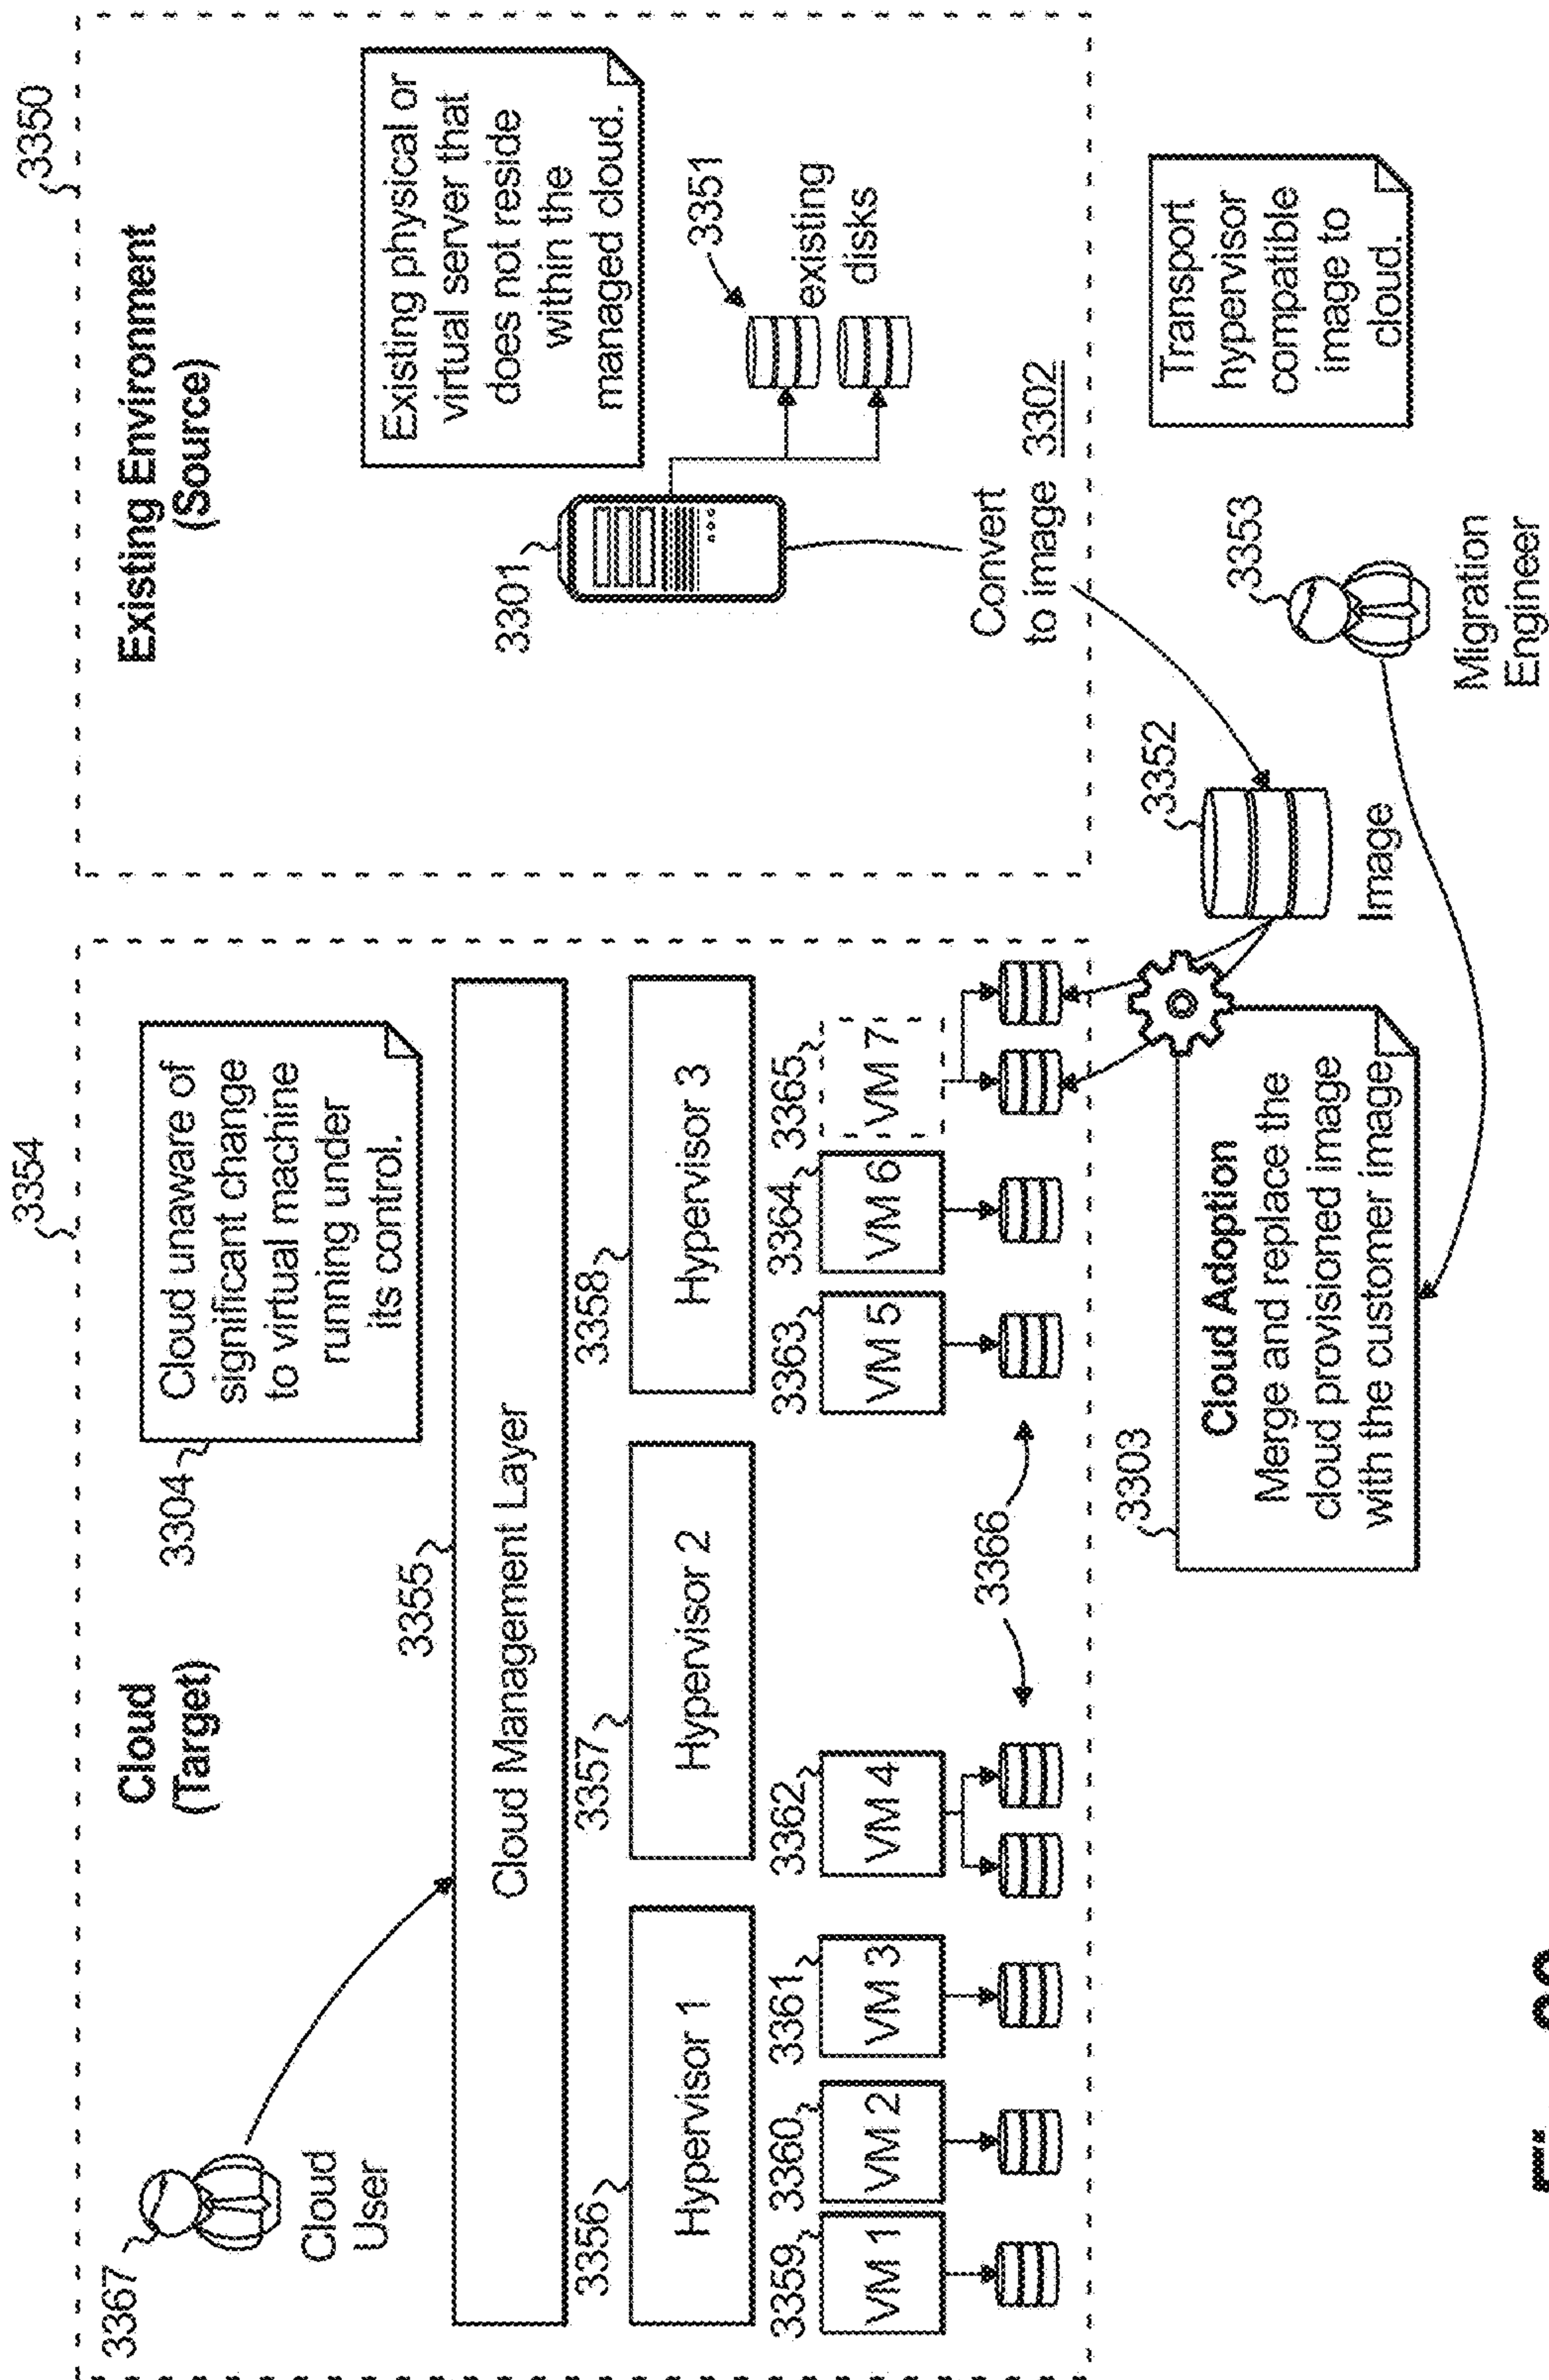 3354
3350
Cloud
(Target)
3367
Cloud
User
3304
Cloud unaware of
significant change
to virtual machine
running under
its control.
3355
Cloud Management Layer
3356
Hypervisor 1
3357
Hypervisor 2
3358
Hypervisor 3
3359
VM 1
3360
VM 2
3361
VM 3
3362
VM 4
3363
VM 5
3364
VM 6
3365
VM 7
3366
Existing Environment
(Source)
Existing physical or
virtual server that
does not reside
within the
managed cloud.
3301
3351
existing
disks
Convert
to image 3302
3303
Cloud Adoption
Merge and replace the
cloud provisioned image
with the customer image
3352
Image
3353
Migration
Engineer
Transport
hypervisor
compatible
image to
cloud.